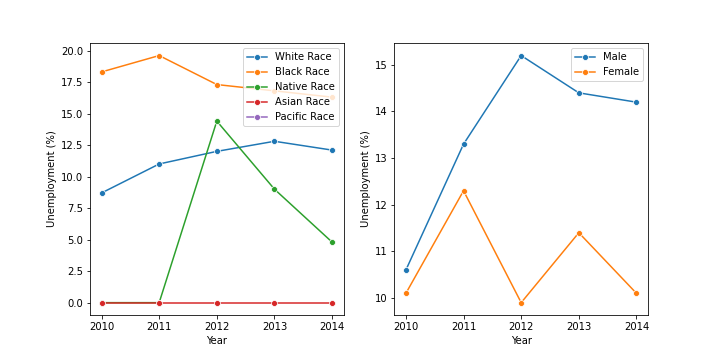 20.0
17.5
15.0
12.5
10.0
7.5
5.0
2.5
0.0
Unemployment (%)
2010 2011 2012 2013 2014
Year
White Race
Black Race
Native Race
Asian Race
Pacific Race
15
14
13
12
11
10
Unemployment (%)
2010 2011 2012 2013 2014
Year
Male
Female